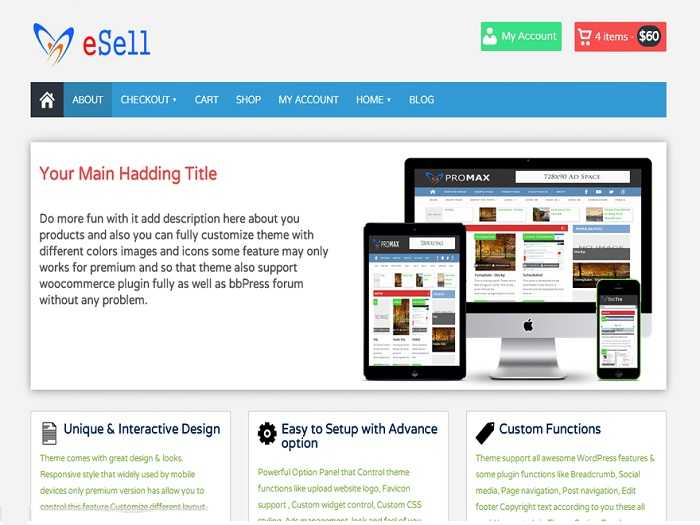 eSell
My Account
4 items - $60
ABOUT CHECKOUT CART SHOP MY ACCOUNT HOME BLOG
Your Main Hadding Title
Do more fun with it add description here about you
products and also you can fully customize theme with
different colors images and icons some feature may only
works for premium and so that theme also support
woocommerce plugin fully as well as bbPress forum
without any problem.
PROMAX
728x90 AD SPACE
PROMAX
Unique & Interactive Design
Theme comes with great design & looks.
Responsive style that widely used by mobile
devices only premium version has allow you to
control this feature Customize different layout
Easy to Setup with Advance
option
Powerful Option Panel that Control theme
functions like upload website logo, Favicon
support , Custom widget control, Custom CSS
styling, Ads management, look and feel of you
Custom Functions
Theme support all awesome WordPress features &
some plugin functions like Breadcrumb, Social
media, Page navigation, Post navigation, Edit
footer Copyright text according to you these all